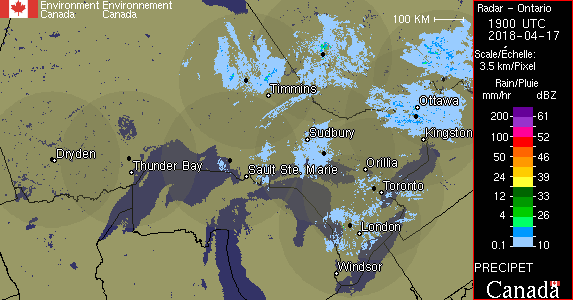 Environment Environnement
Canada Canada
100 KM
Timmins
Ottawa
Sudbury
Kingston
Dryden
Thunder Bay
Sault Ste. Marie
Orillia
Toronto
London
Windsor
Radar - Ontario
1900 UTC
2018-04-17
Scale/Échelle:
3.5 km/Pixel
Rain/Pluie
mm/hr dBZ
200 61
100 52
50 46
24 39
12 33
4 26
0.1 10
PRECIPET
Canada